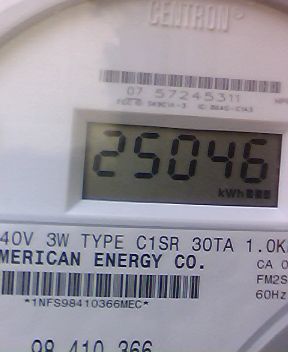 CENTRON
07 57245311
25046
kWh
40V 3W TYPE C1SR 30TA 1.0K
MERICAN ENERGY CO.
CA 0
FM2S
60Hz
*1NFS98410366MEC*
98 410 366